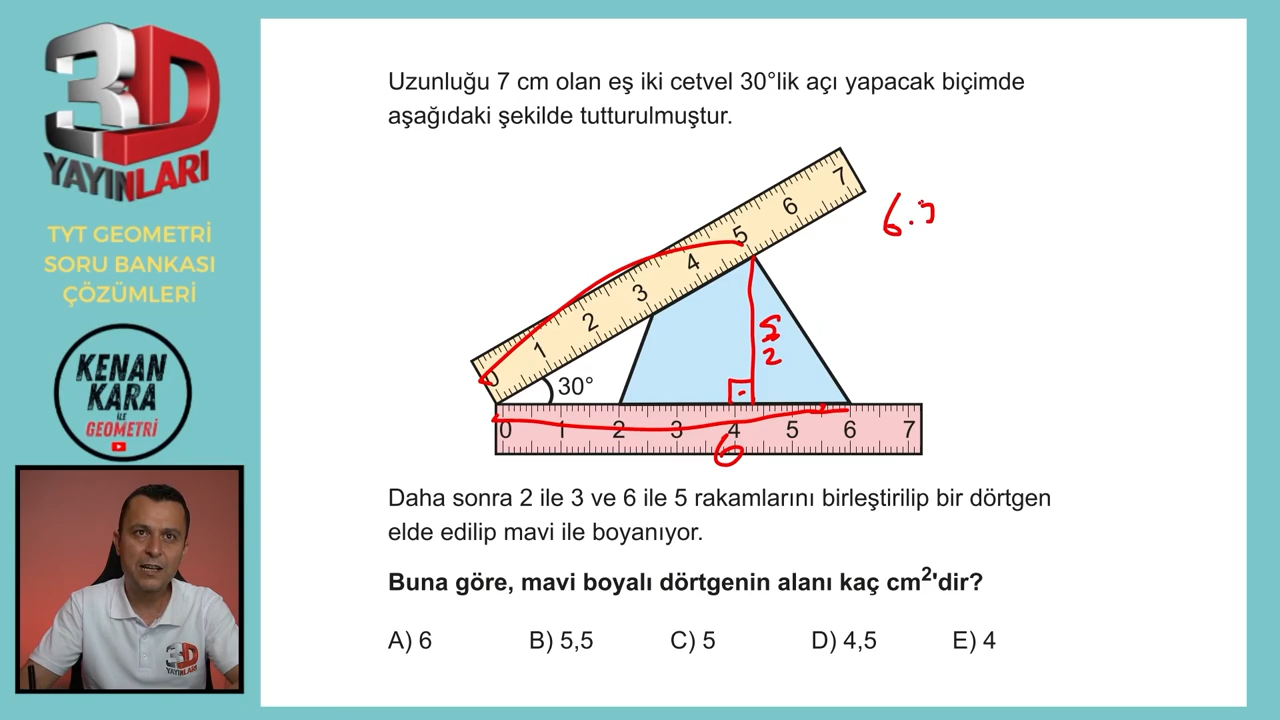 3D
YAYINLARI
TYT GEOMETRİ
SORU BANKASI
ÇÖZÜMLERİ
KENAN
KARA
İLE
GEOMETRİ
3D
YAYINLARI
Uzunluğu 7 cm olan eş iki cetvel 30°lik açı yapacak biçimde
aşağıdaki şekilde tutturulmuştur.
0 1 2 3 4 5 6 7
6.
5
2
30°
0 1 2 3 4 5 6 7
6
Daha sonra 2 ile 3 ve 6 ile 5 rakamlarını birleştirilip bir dörtgen
elde edilip mavi ile boyanıyor.
Buna göre, mavi boyalı dörtgenin alanı kaç cm²'dir?
A) 6 B) 5,5 C) 5 D) 4,5 E) 4